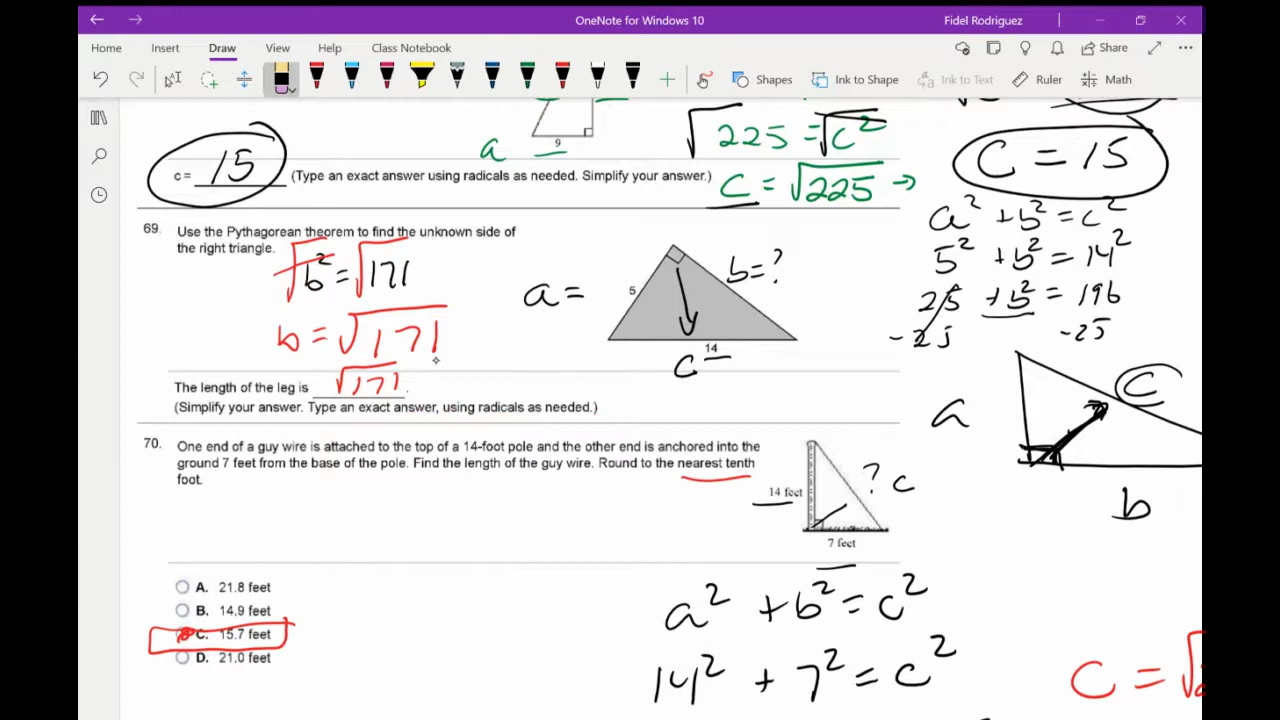 OneNote for Windows 10
Fidel Rodriguez
Home Insert Draw View Help Class Notebook
Share
Shapes Ink to Shape Ink to Text Ruler Math
9
a
√225 = √c²
c = 15 (Type an exact answer using radicals as needed. Simplify your answer.)
C = √225 →
C = 15
69. Use the Pythagorean theorem to find the unknown side of
the right triangle.
√b² = √171
b = √171
a =
5
b = ?
14
c
a² + b² = c²
5² + b² = 14²
25 + b² = 196
-25 -25
The length of the leg is √171.
(Simplify your answer. Type an exact answer, using radicals as needed.)
a
C
b
70. One end of a guy wire is attached to the top of a 14-foot pole and the other end is anchored into the
ground 7 feet from the base of the pole. Find the length of the guy wire. Round to the nearest tenth
foot.
14 feet
? c
7 feet
A. 21.8 feet
B. 14.9 feet
C. 15.7 feet
D. 21.0 feet
a² + b² = c²
14² + 7² = c²
C = √